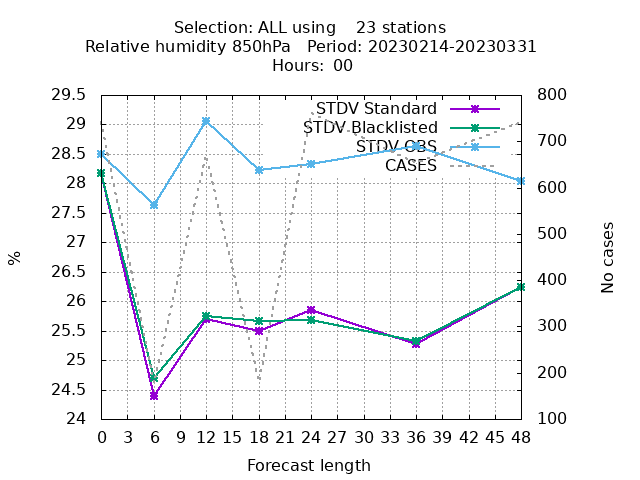 Selection: ALL using    23 stations
Relative humidity 850hPa   Period: 20230214-20230331
Hours:  00
29.5
29
28.5
28
27.5
27
26.5
26
25.5
25
24.5
24
%
STDV Standard
STDV Blacklisted
STDV OBS
CASES
800
700
600
500
400
300
200
100
No cases
0 3 6 9 12 15 18 21 24 27 30 33 36 39 42 45 48
Forecast length